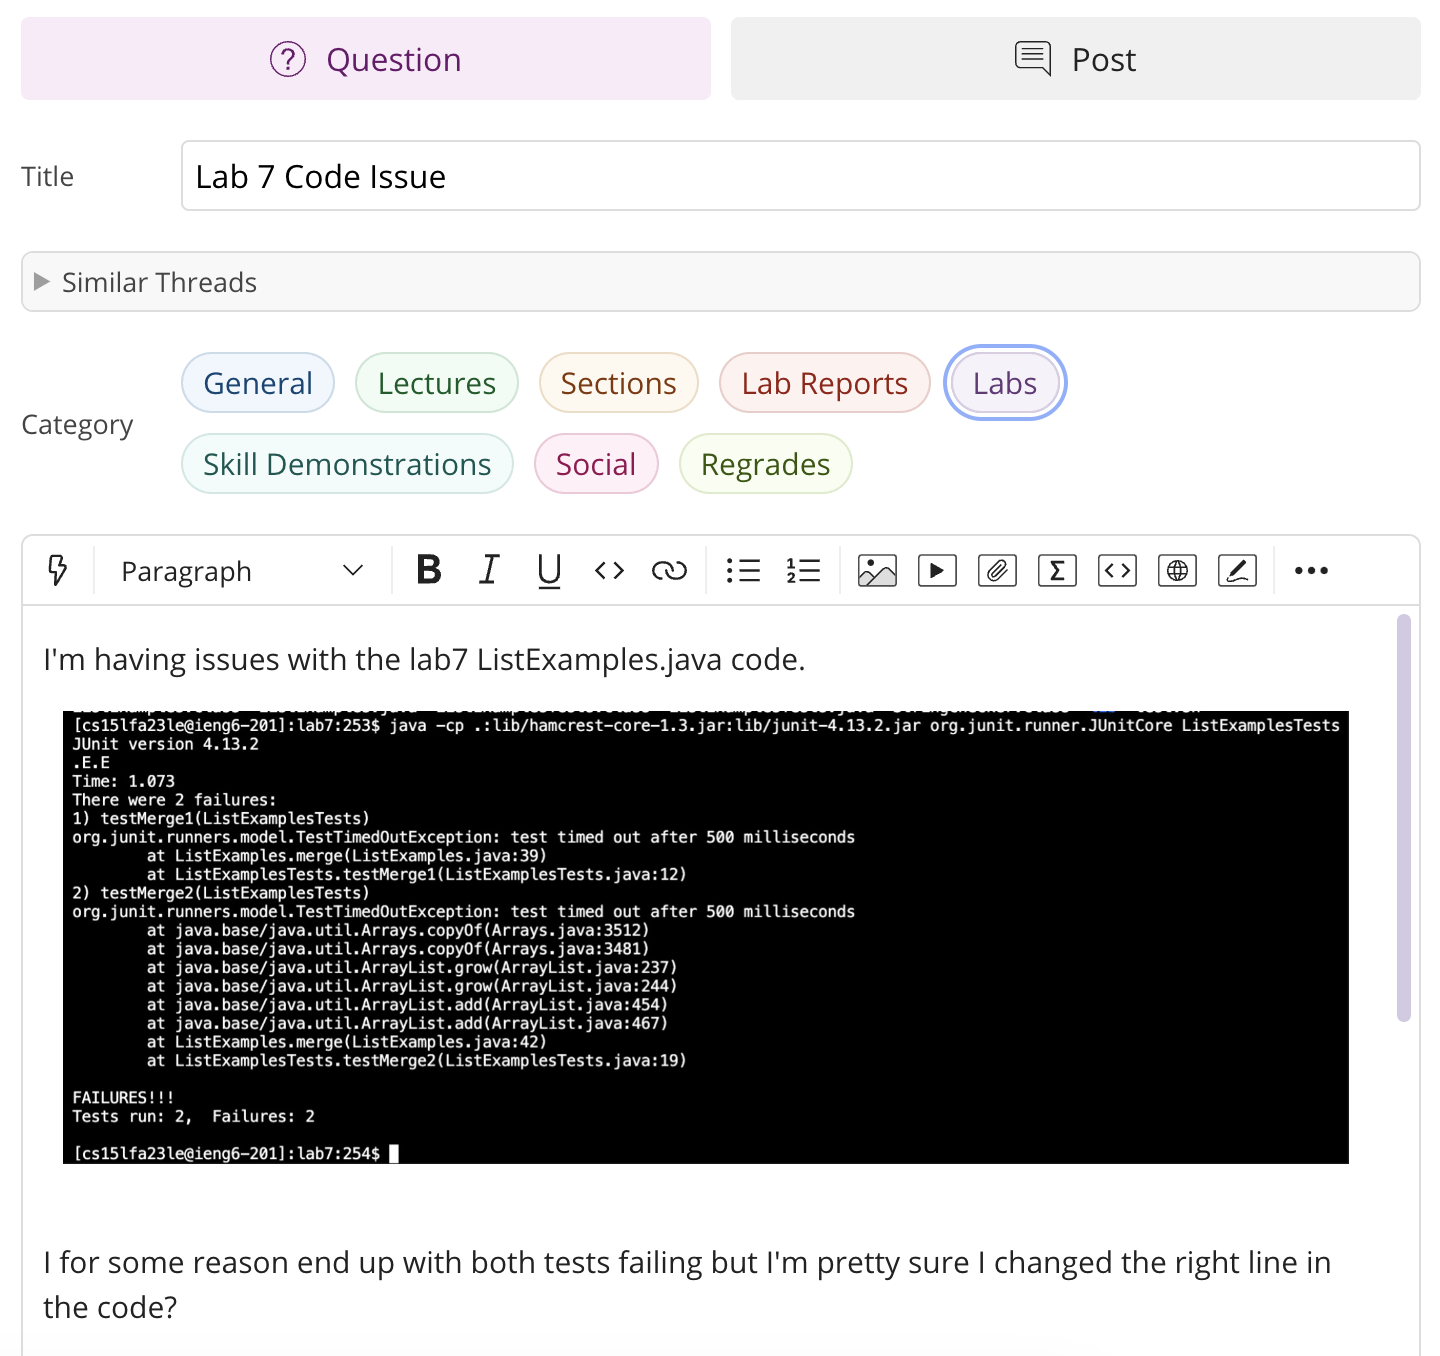 Question
Post
Title
Lab 7 Code Issue
Similar Threads
Category
General
Lectures
Sections
Lab Reports
Labs
Skill Demonstrations
Social
Regrades
Paragraph
I'm having issues with the lab7 ListExamples.java code.
[cs15lfa23le@ieng6-201]:lab7:253$ java -cp .:lib/hamcrest-core-1.3.jar:lib/junit-4.13.2.jar org.junit.runner.JUnitCore ListExamplesTests
JUnit version 4.13.2
.E.E
Time: 1.073
There were 2 failures:
1) testMerge1(ListExamplesTests)
org.junit.runners.model.TestTimedOutException: test timed out after 500 milliseconds
        at ListExamples.merge(ListExamples.java:39)
        at ListExamplesTests.testMerge1(ListExamplesTests.java:12)
2) testMerge2(ListExamplesTests)
org.junit.runners.model.TestTimedOutException: test timed out after 500 milliseconds
        at java.base/java.util.Arrays.copyOf(Arrays.java:3512)
        at java.base/java.util.Arrays.copyOf(Arrays.java:3481)
        at java.base/java.util.ArrayList.grow(ArrayList.java:237)
        at java.base/java.util.ArrayList.grow(ArrayList.java:244)
        at java.base/java.util.ArrayList.add(ArrayList.java:454)
        at java.base/java.util.ArrayList.add(ArrayList.java:467)
        at ListExamples.merge(ListExamples.java:42)
        at ListExamplesTests.testMerge2(ListExamplesTests.java:19)
FAILURES!!!
Tests run: 2,  Failures: 2
[cs15lfa23le@ieng6-201]:lab7:254$
I for some reason end up with both tests failing but I'm pretty sure I changed the right line in
the code?